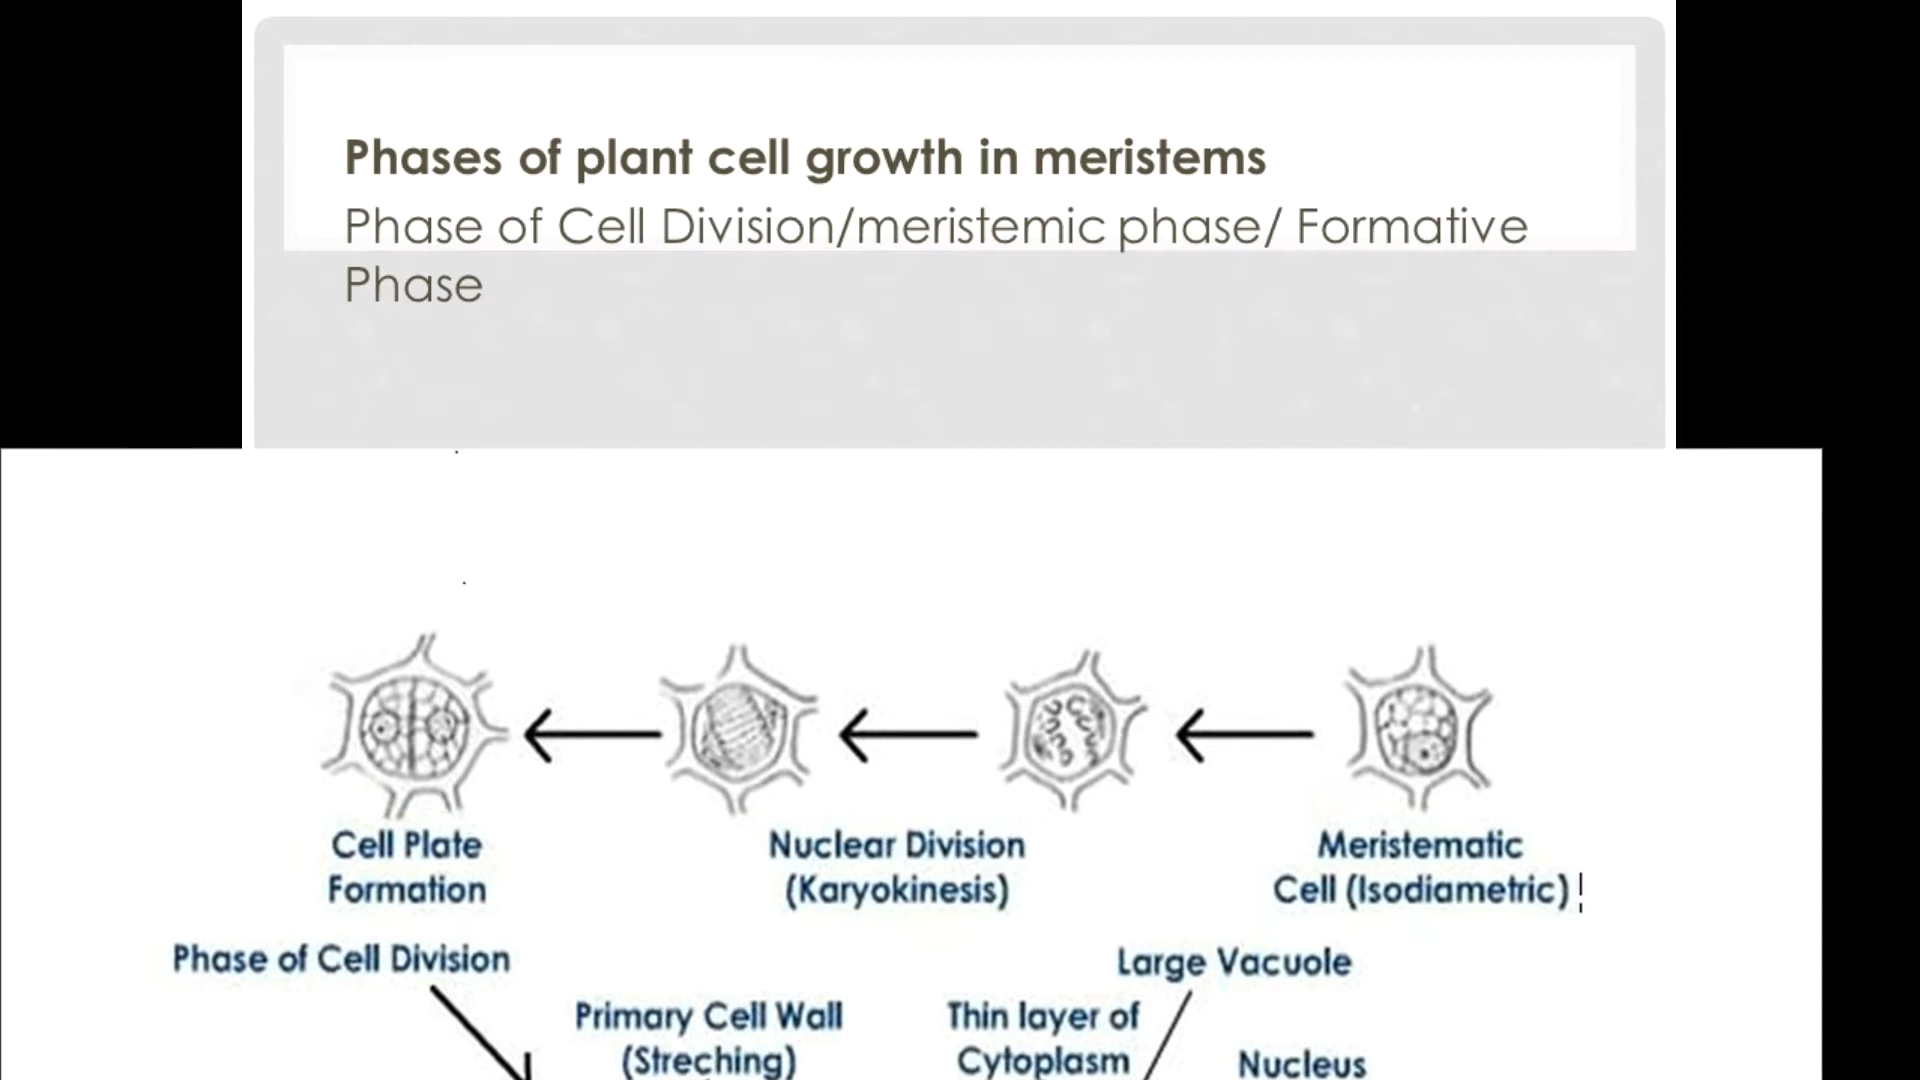 Phases of plant cell growth in meristems
Phase of Cell Division/meristemic phase/ Formative
Phase
Cell Plate
Formation
Nuclear Division
(Karyokinesis)
Meristematic
Cell (Isodiametric)
Phase of Cell Division
Large Vacuole
Primary Cell Wall
(Streching)
Thin layer of
Cytoplasm
Nucleus